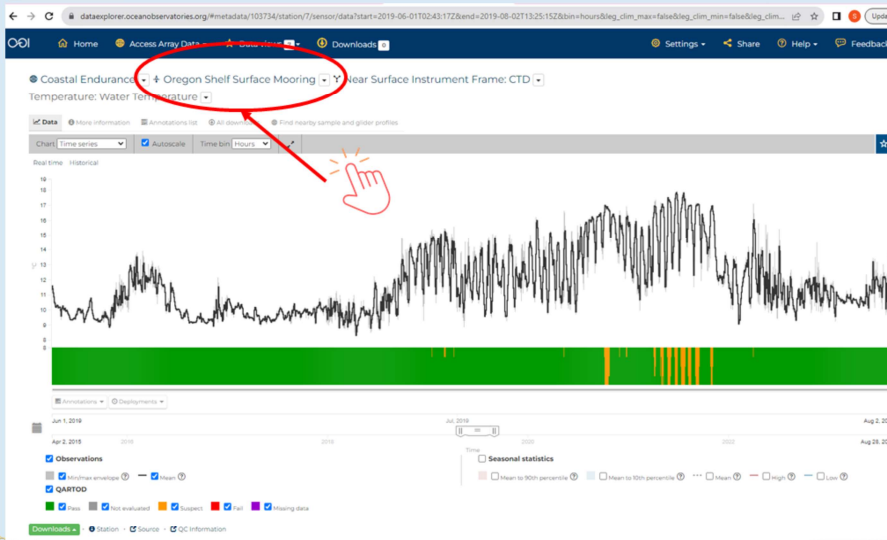 dataexplorer.oceanobservatories.org/#metadata/103734/station/7/sensor/data?start=2019-06-01T02:43:17Z&end=2019-08-02T13:25:15Z&bin=hours&leg_clim_max=false&leg_clim_min=false&leg_clim...
S
Upda
OOI Home Access Array Data Data Views Downloads 0 Settings Share Help Feedback
Coastal Endurance Oregon Shelf Surface Mooring Near Surface Instrument Frame: CTD
Temperature: Water Temperature
Data More information Annotations list All downloads Find nearby sample and glider profiles
Chart Time series Autoscale Time bin Hours
Real time Historical
19
18
17
16
15
14
°C 13
12
11
10
9
8
Annotations Deployments
Jun 1, 2019 Jul, 2019 Aug 2, 20
Apr 2, 2015 2020 2022 Aug 28, 20
Time
Observations Seasonal statistics
Min/max envelope Mean Mean to 90th percentile Mean to 10th percentile Mean High Low
QARTOD
Pass Not evaluated Suspect Fail Missing data
Downloads Station - Source - QC Information